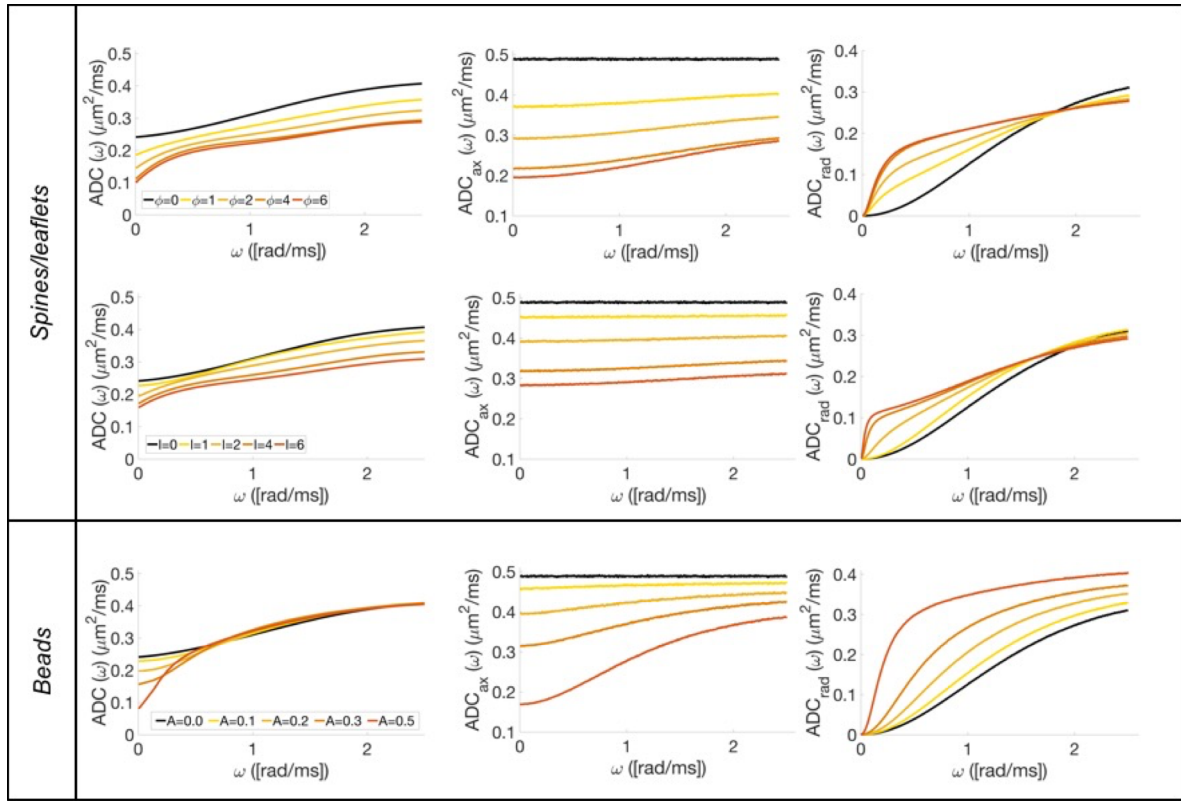 Spines/leaflets
ADC (ω) (μm²/ms)
0.5
0.4
0.3
0.2
0.1
0
ϕ=0 ϕ=1 ϕ=2 ϕ=4 ϕ=6
0 1 2
ω ([rad/ms])
ADC_ax (ω) (μm²/ms)
0.5
0.4
0.3
0.2
0.1
0 1 2
ω ([rad/ms])
ADC_rad (ω) (μm²/ms)
0.4
0.3
0.2
0.1
0
0 1 2
ω ([rad/ms])
ADC (ω) (μm²/ms)
0.5
0.4
0.3
0.2
0.1
0
l=0 l=1 l=2 l=4 l=6
0 1 2
ω ([rad/ms])
ADC_ax (ω) (μm²/ms)
0.5
0.4
0.3
0.2
0.1
0 1 2
ω ([rad/ms])
ADC_rad (ω) (μm²/ms)
0.4
0.3
0.2
0.1
0
0 1 2
ω ([rad/ms])
Beads
ADC (ω) (μm²/ms)
0.5
0.4
0.3
0.2
0.1
0
A=0.0 A=0.1 A=0.2 A=0.3 A=0.5
0 1 2
ω ([rad/ms])
ADC_ax (ω) (μm²/ms)
0.5
0.4
0.3
0.2
0.1
0 1 2
ω ([rad/ms])
ADC_rad (ω) (μm²/ms)
0.4
0.3
0.2
0.1
0
0 1 2
ω ([rad/ms])